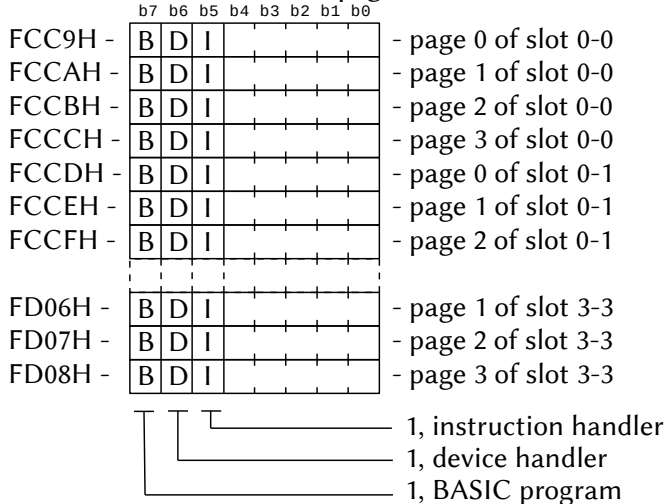 b7 b6 b5 b4 b3 b2 b1 b0
FCC9H - B D I - page 0 of slot 0-0
FCCAH - B D I - page 1 of slot 0-0
FCCBH - B D I - page 2 of slot 0-0
FCCCH - B D I - page 3 of slot 0-0
FCCDH - B D I - page 0 of slot 0-1
FCCEH - B D I - page 1 of slot 0-1
FCCFH - B D I - page 2 of slot 0-1
FD06H - B D I - page 1 of slot 3-3
FD07H - B D I - page 2 of slot 3-3
FD08H - B D I - page 3 of slot 3-3
1, instruction handler
1, device handler
1, BASIC program